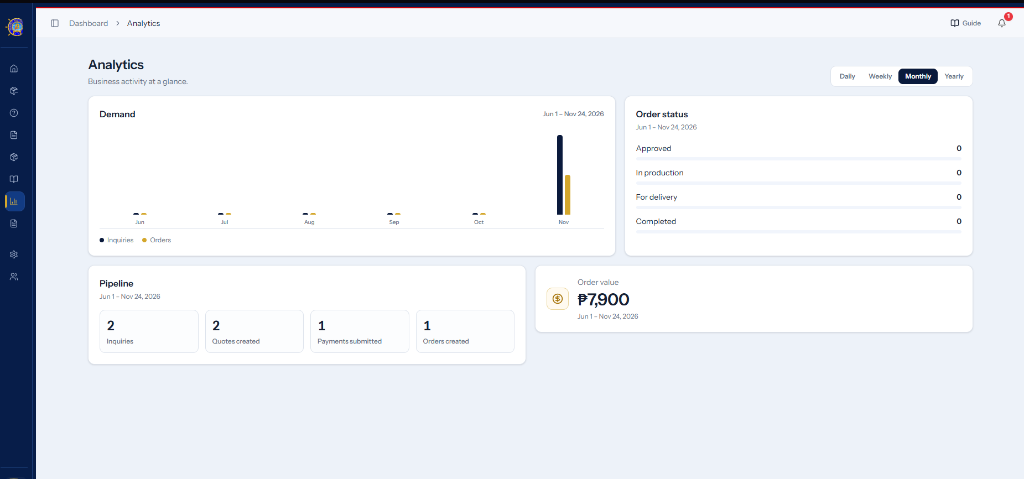 Dashboard > Analytics
Guide
1
Analytics
Business activity at a glance.
Daily Weekly Monthly Yearly
Demand
Jun 1 – Nov 24, 2026
Jun Jul Aug Sep Oct Nov
Inquiries Orders
Order status
Jun 1 – Nov 24, 2026
Approved 0
In production 0
For delivery 0
Completed 0
Pipeline
Jun 1 – Nov 24, 2026
2
Inquiries
2
Quotes created
1
Payments submitted
1
Orders created
Order value
₱7,900
Jun 1 – Nov 24, 2026